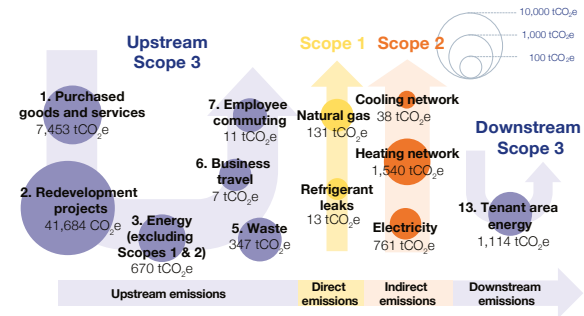 10,000 tCO2e
1,000 tCO2e
100 tCO2e
Upstream
Scope 3
Scope 1
Scope 2
1. Purchased
goods and services
7,453 tCO2e
2. Redevelopment
projects
41,684 CO2e
3. Energy
(excluding
Scopes 1 & 2)
670 tCO2e
7. Employee
commuting
11 tCO2e
6. Business
travel
7 tCO2e
5. Waste
347 tCO2e
Natural gas
131 tCO2e
Refrigerant
leaks
13 tCO2e
Cooling network
38 tCO2e
Heating network
1,540 tCO2e
Electricity
761 tCO2e
Downstream
Scope 3
13. Tenant area
energy
1,114 tCO2e
Upstream emissions
Direct
emissions
Indirect
emissions
Downstream
emissions